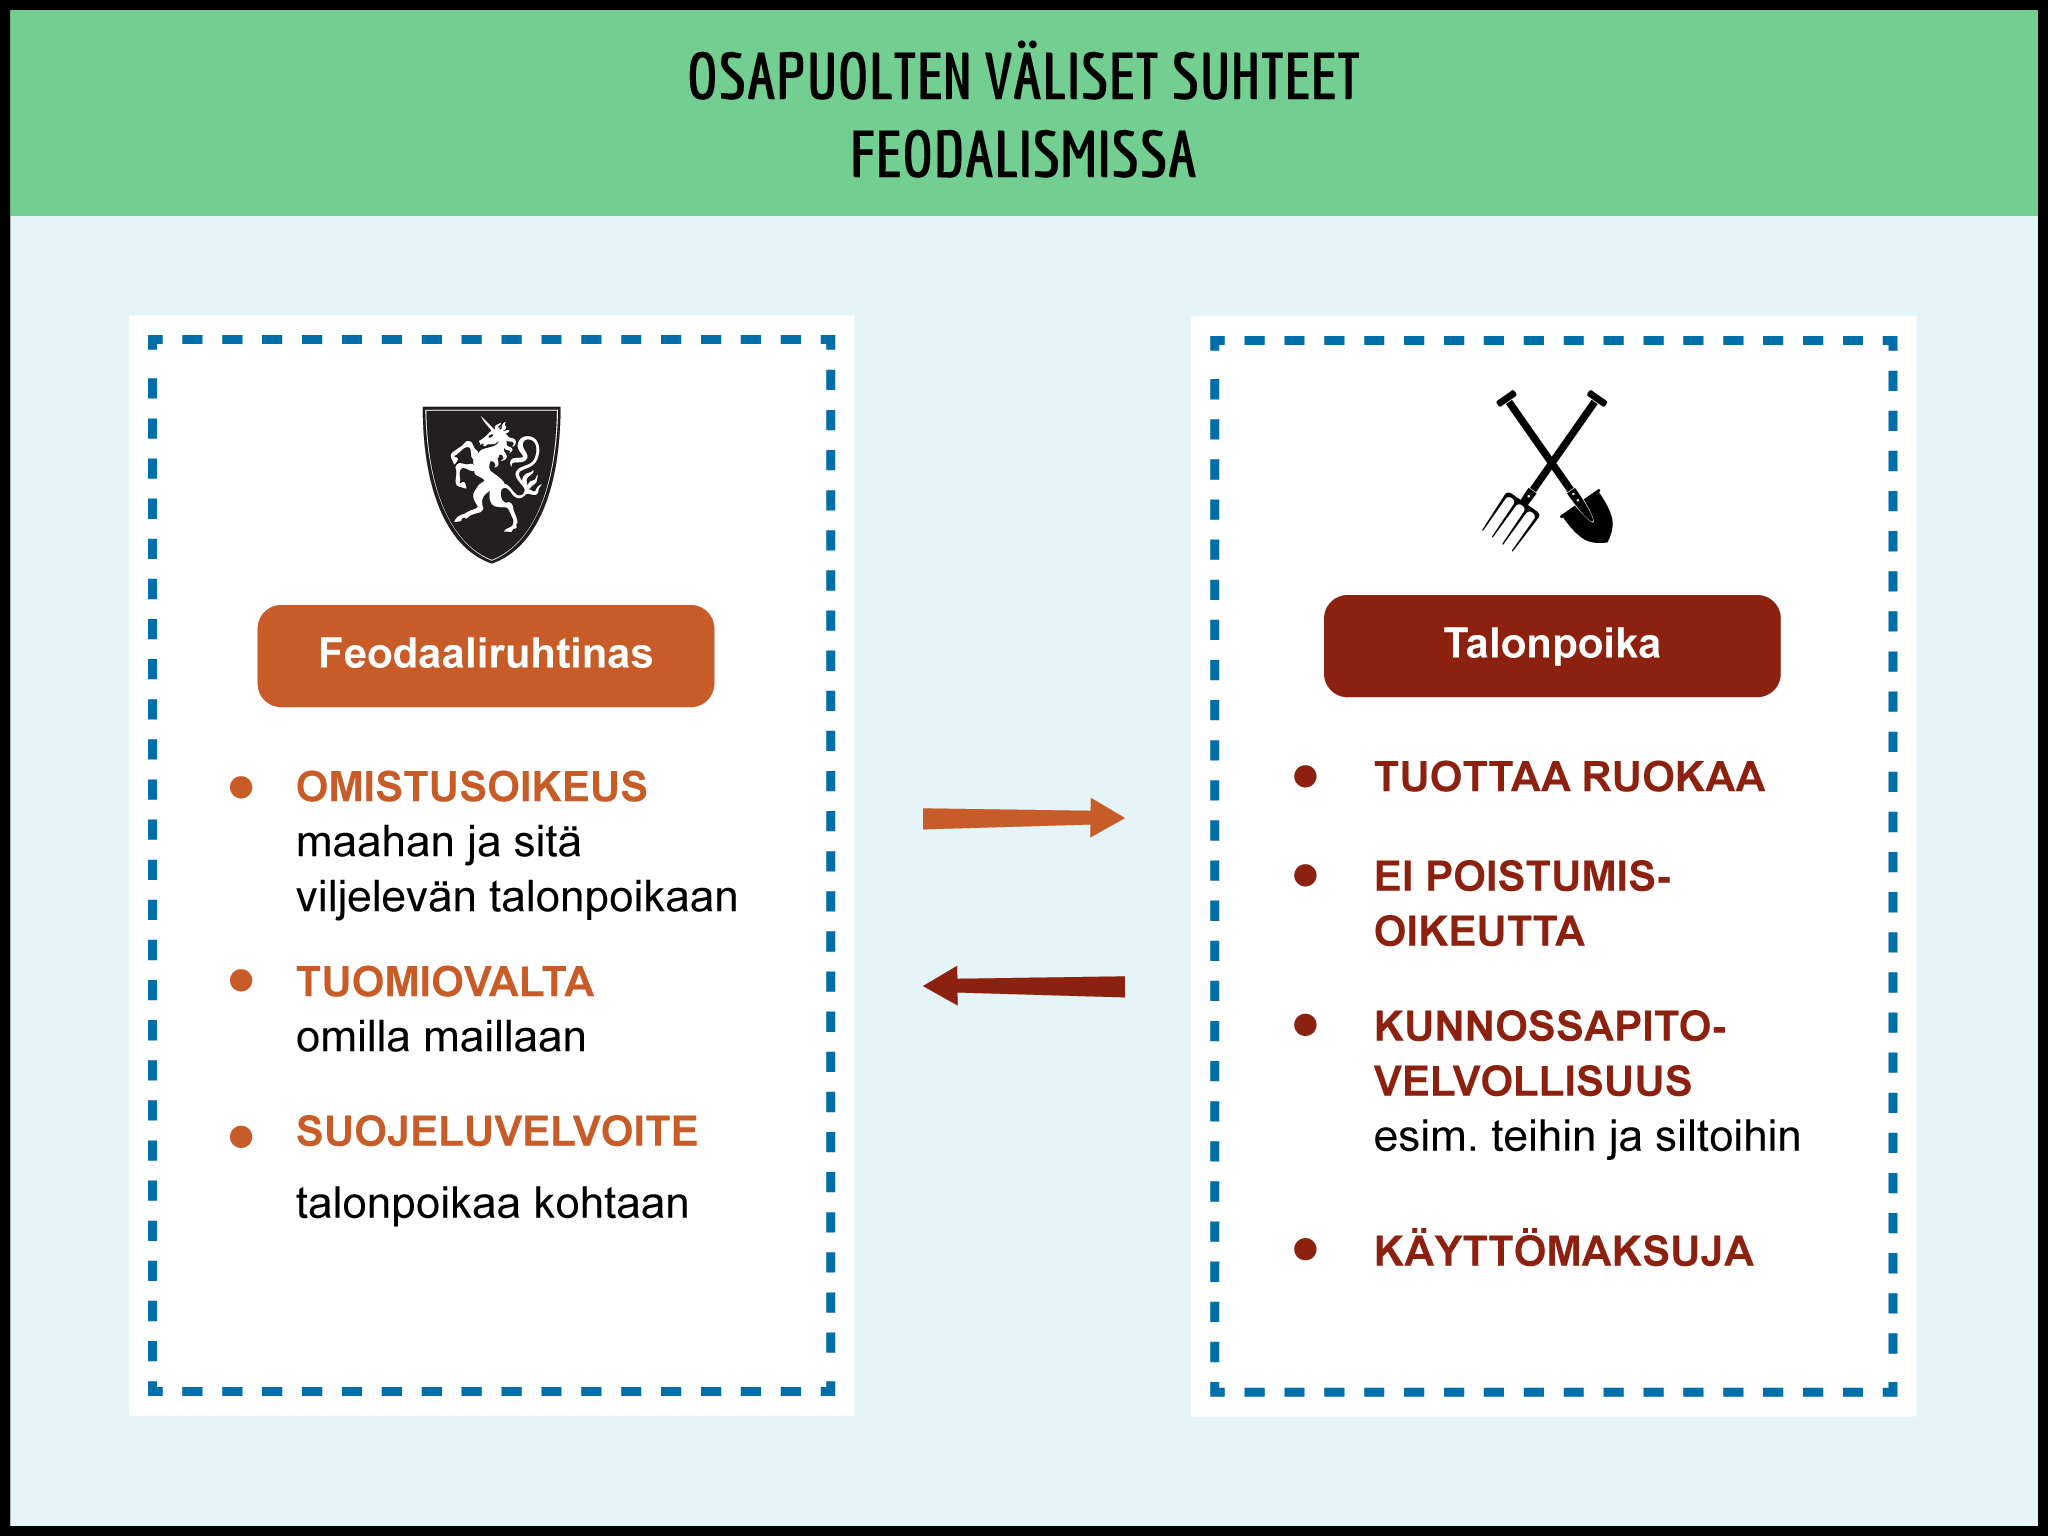 OSAPUOLTEN VÄLISET SUHTEET
FEODALISMISSA
Feodaaliruhtinas
OMISTUSOIKEUS
maahan ja sitä
viljelevän talonpoikaan
TUOMIOVALTA
omilla maillaan
SUOJELUVELVOITE
talonpoikaa kohtaan
Talonpoika
TUOTTAA RUOKAA
EI POISTUMIS-
OIKEUTTA
KUNNOSSAPITO-
VELVOLLISUUS
esim. teihin ja siltoihin
KÄYTTÖMAKSUJA